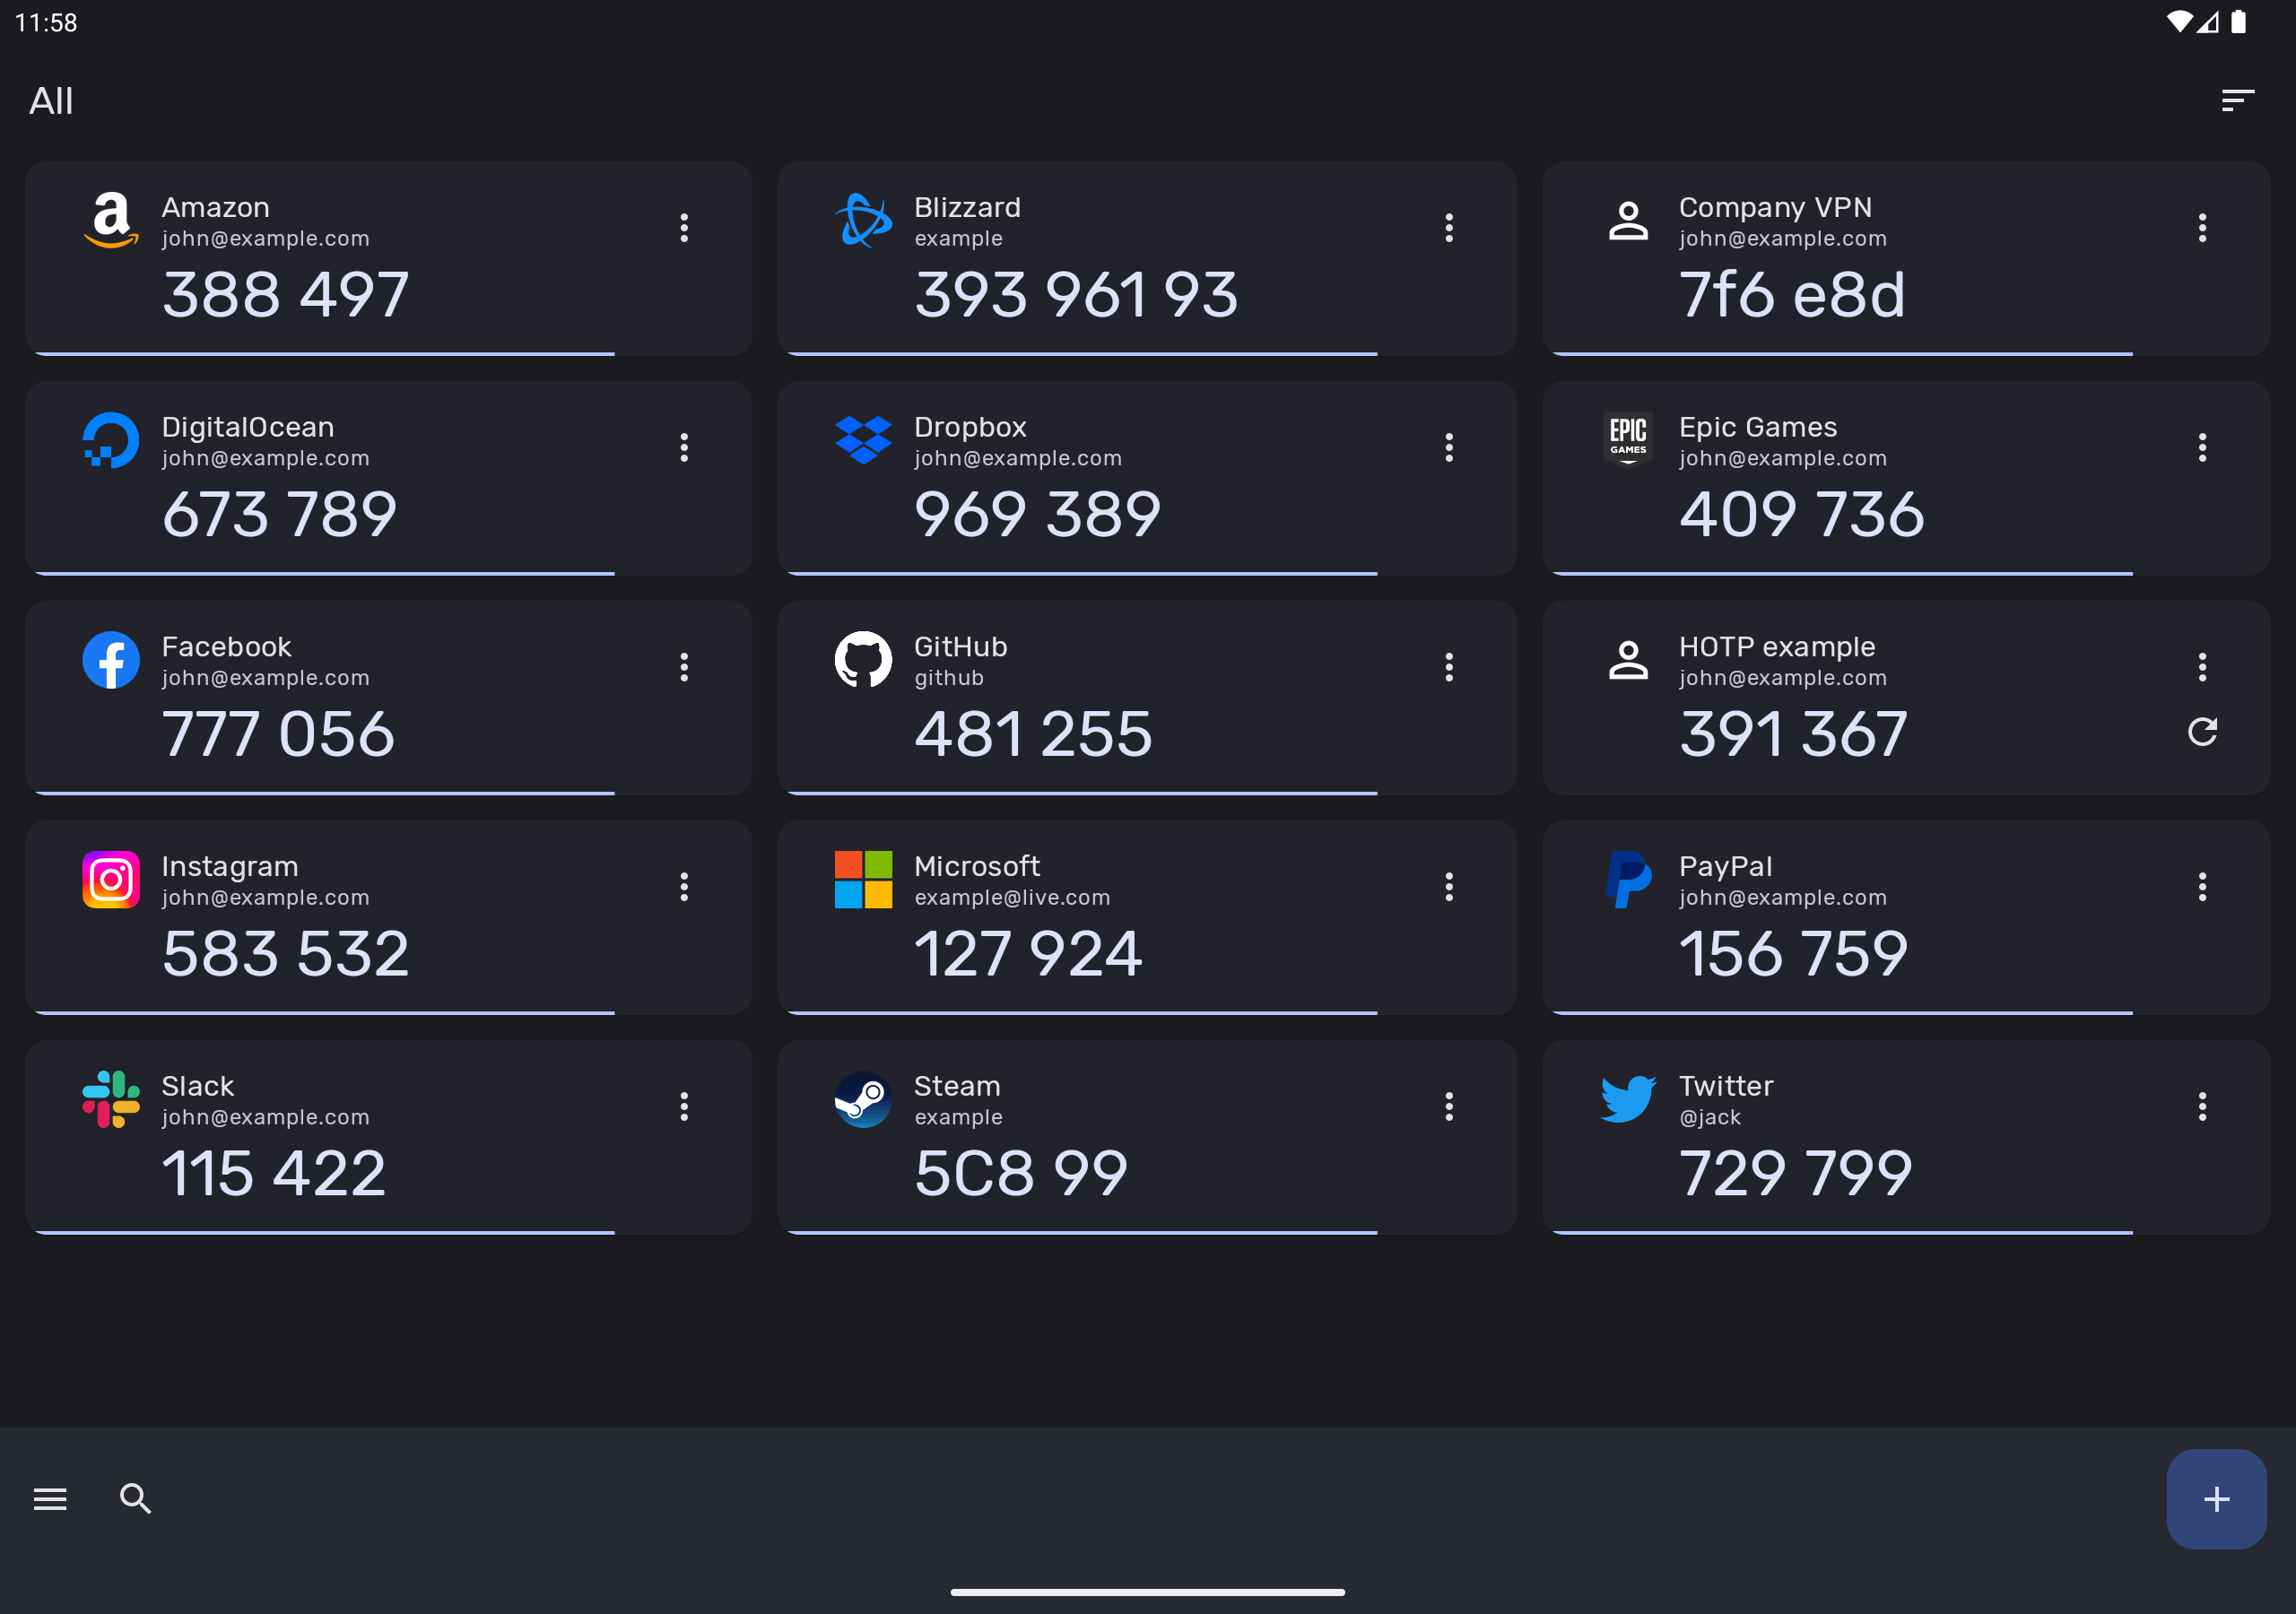 11:58
All
Amazon
john@example.com
388 497
Blizzard
example
393 961 93
Company VPN
john@example.com
7f6 e8d
DigitalOcean
john@example.com
673 789
Dropbox
john@example.com
969 389
EPIC
GAMES
Epic Games
john@example.com
409 736
Facebook
john@example.com
777 056
GitHub
github
481 255
HOTP example
john@example.com
391 367
Instagram
john@example.com
583 532
Microsoft
example@live.com
127 924
PayPal
john@example.com
156 759
Slack
john@example.com
115 422
Steam
example
5C8 99
Twitter
@jack
729 799